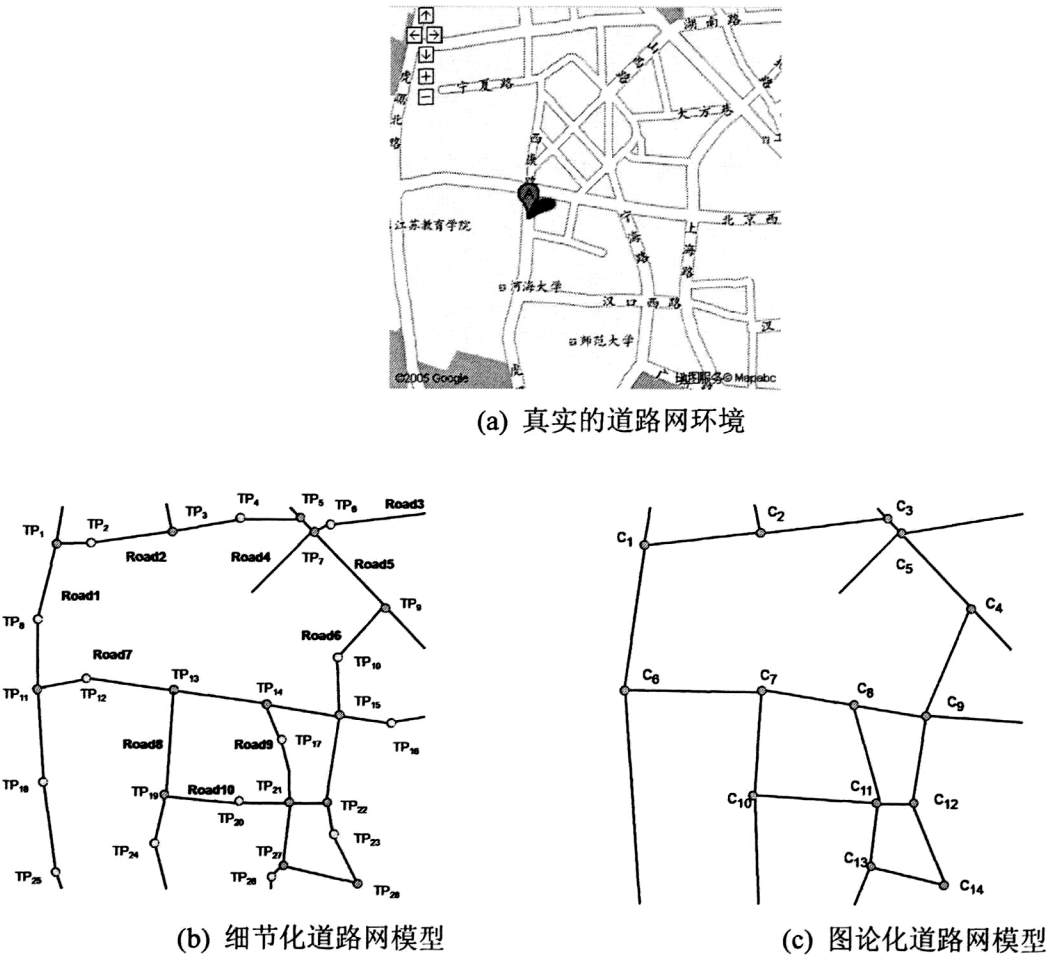 湖南路
宁夏路
虎踞北路
大方巷
西康路
北京西
江苏教育学院
宁海路
上海路
河海大学
汉口西路
汉
师范大学
虎
广
©2005 Google
地图服务© Mapabc
(a) 真实的道路网环境
TP4
TP5
TP6
Road3
TP1
TP2
TP3
Road2
Road4
TP7
Road5
Road1
TP8
TP9
Road6
Road7
TP10
TP11
TP12
TP13
TP14
TP15
Road8
Road9
TP17
TP16
TP18
TP19
Road10
TP20
TP21
TP22
TP23
TP24
TP27
TP25
TP26
TP28
C1
C2
C3
C5
C4
C6
C7
C8
C9
C10
C11
C12
C13
C14
(b) 细节化道路网模型
(c) 图论化道路网模型